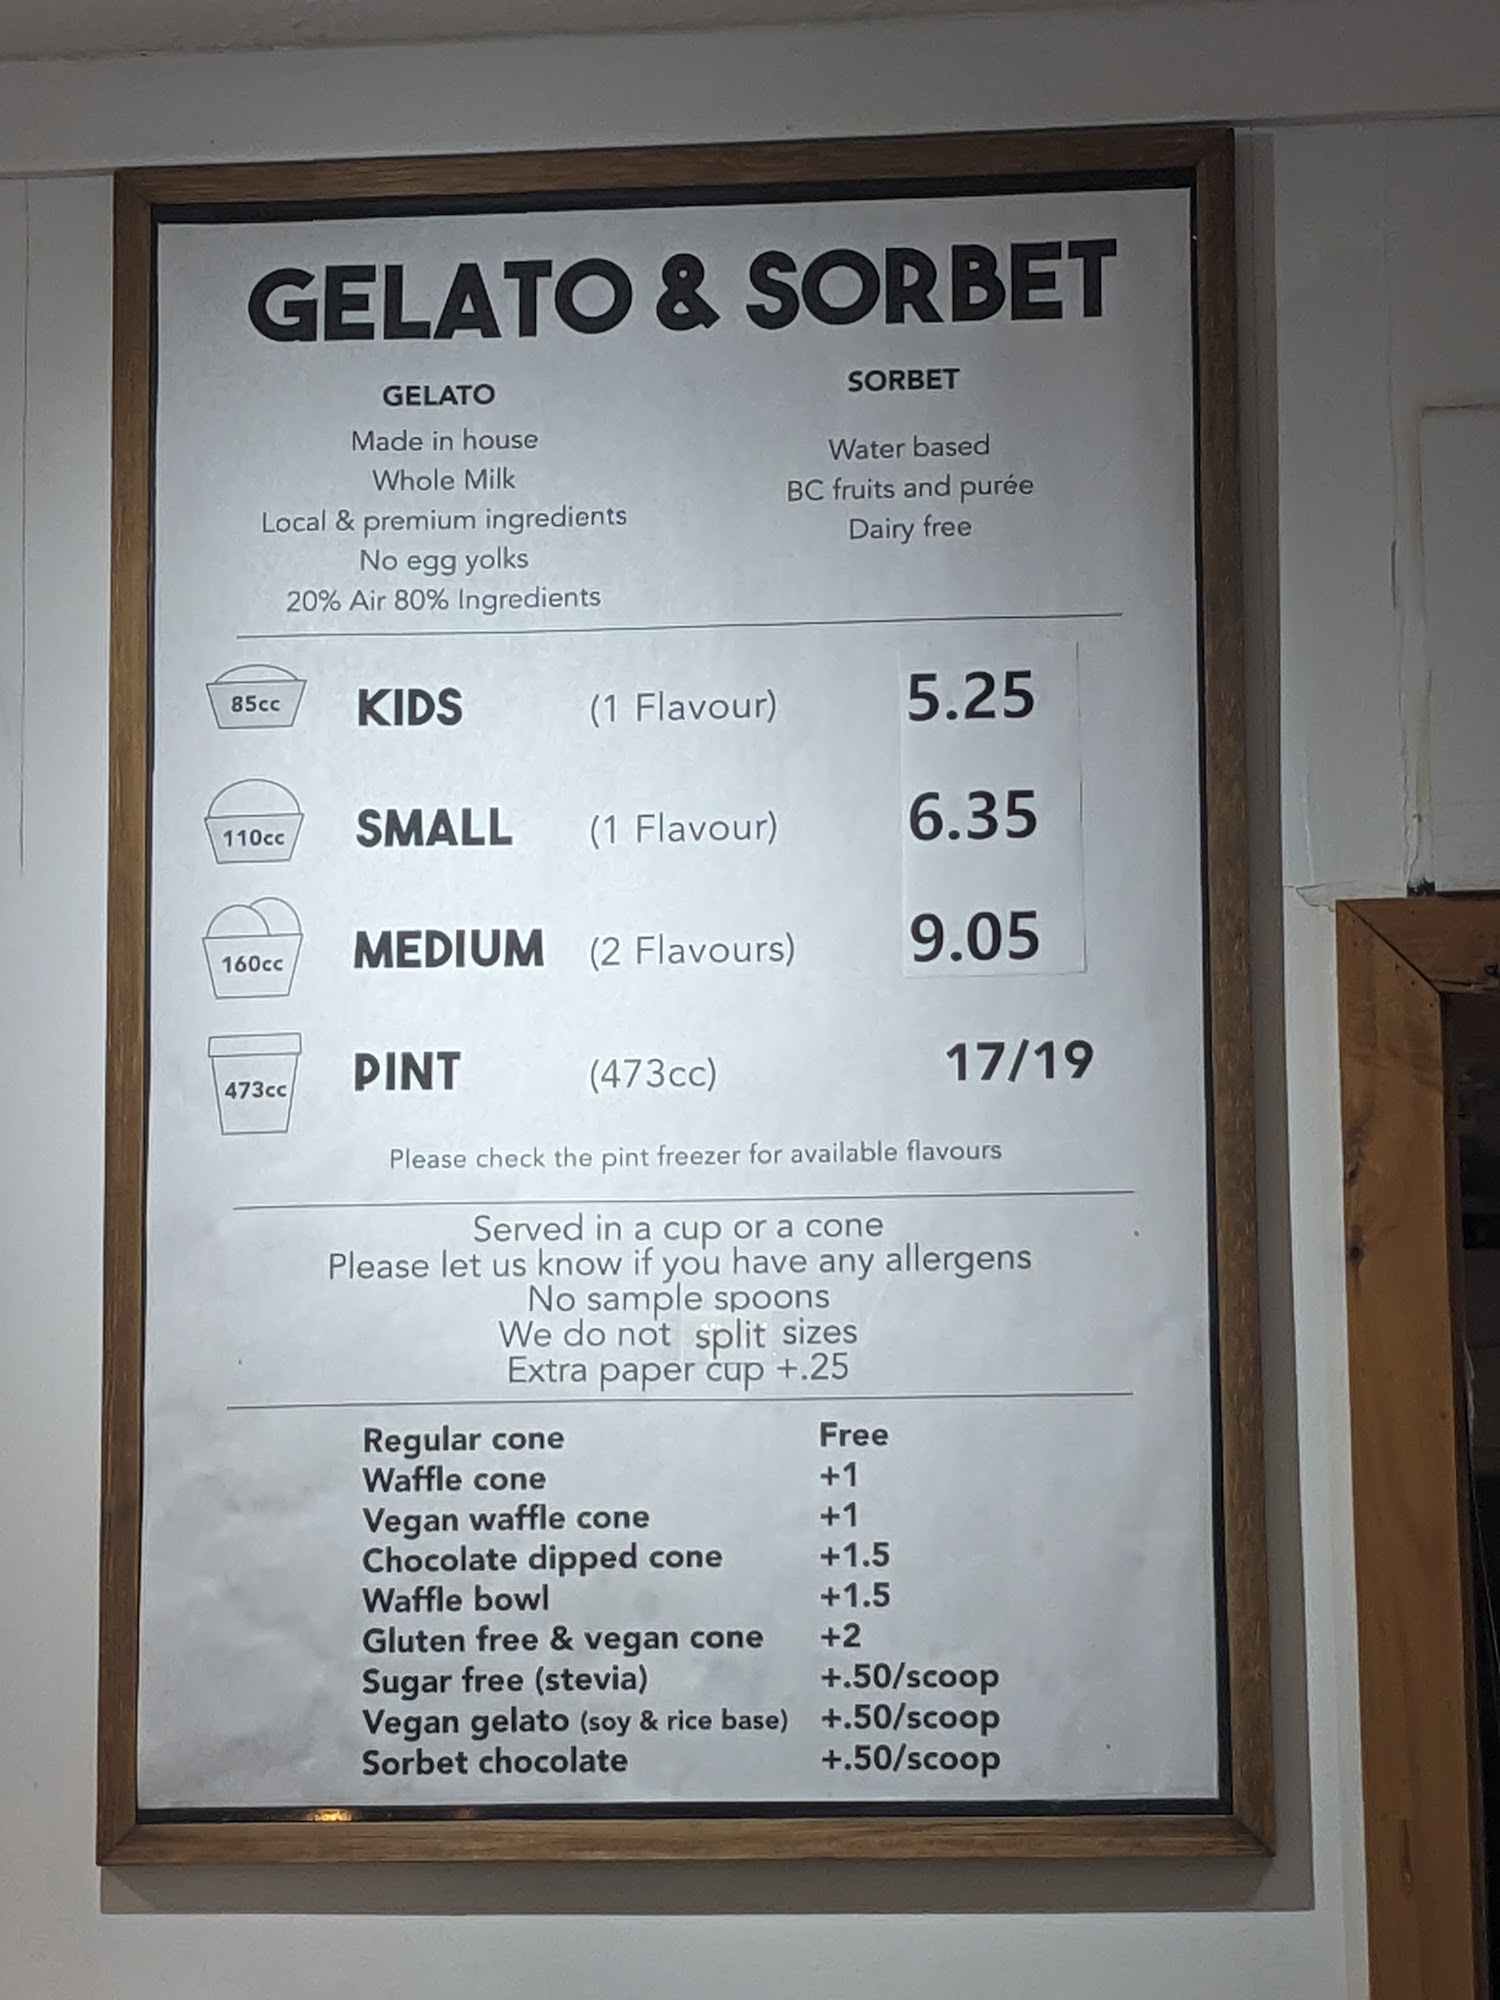 GELATO & SORBET
GELATO
Made in house
Whole Milk
Local & premium ingredients
No egg yolks
20% Air 80% Ingredients
SORBET
Water based
BC fruits and purée
Dairy free
85cc KIDS (1 Flavour) 5.25
110cc SMALL (1 Flavour) 6.35
160cc MEDIUM (2 Flavours) 9.05
473cc PINT (473cc) 17/19
Please check the pint freezer for available flavours
Served in a cup or a cone
Please let us know if you have any allergens
No sample spoons
We do not split sizes
Extra paper cup +.25
Regular cone Free
Waffle cone +1
Vegan waffle cone +1
Chocolate dipped cone +1.5
Waffle bowl +1.5
Gluten free & vegan cone +2
Sugar free (stevia) +.50/scoop
Vegan gelato (soy & rice base) +.50/scoop
Sorbet chocolate +.50/scoop